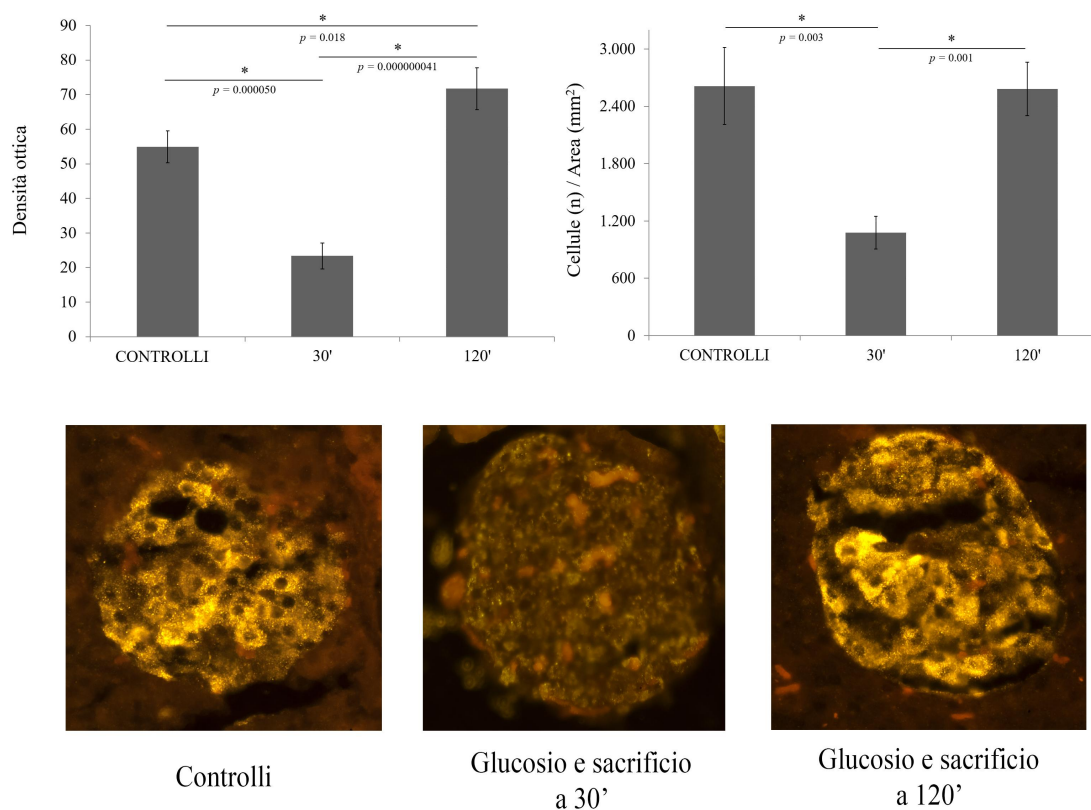 90
80
70
60
50
40
30
20
10
0
Densità ottica
*
p = 0.018
*
p = 0.000000041
*
p = 0.000050
CONTROLLI 30' 120'
3.000
2.400
1.800
1.200
600
0
Cellule (n) / Area (mm²)
*
p = 0.003
*
p = 0.001
CONTROLLI 30' 120'
Controlli
Glucosio e sacrificio
a 30’
Glucosio e sacrificio
a 120’